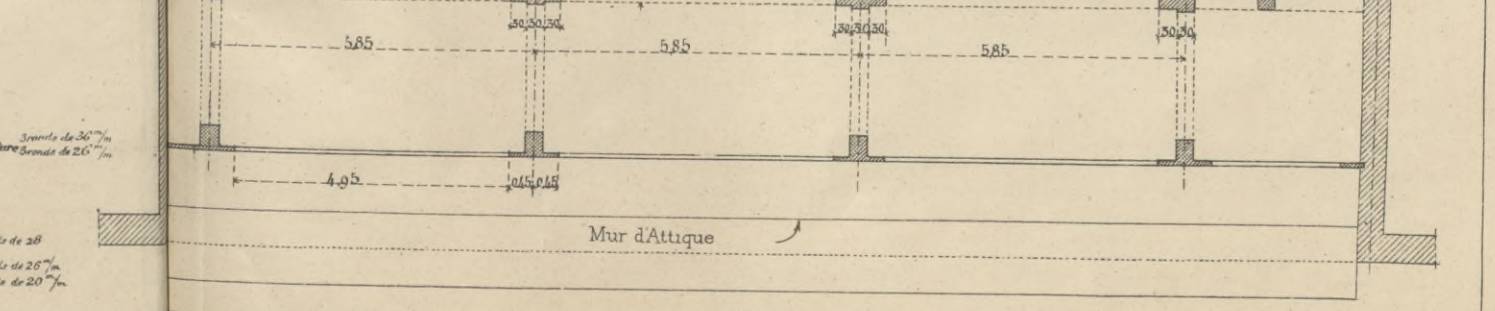 30 30 30
30 30 30
30 30
5,85
5,85
5,85
3 ronds de 36 m/m
3 ronds de 26 m/m
4,95
0,45 0,45
de 28
Mur d'Attique
de 26 m/m
de 20 m/m